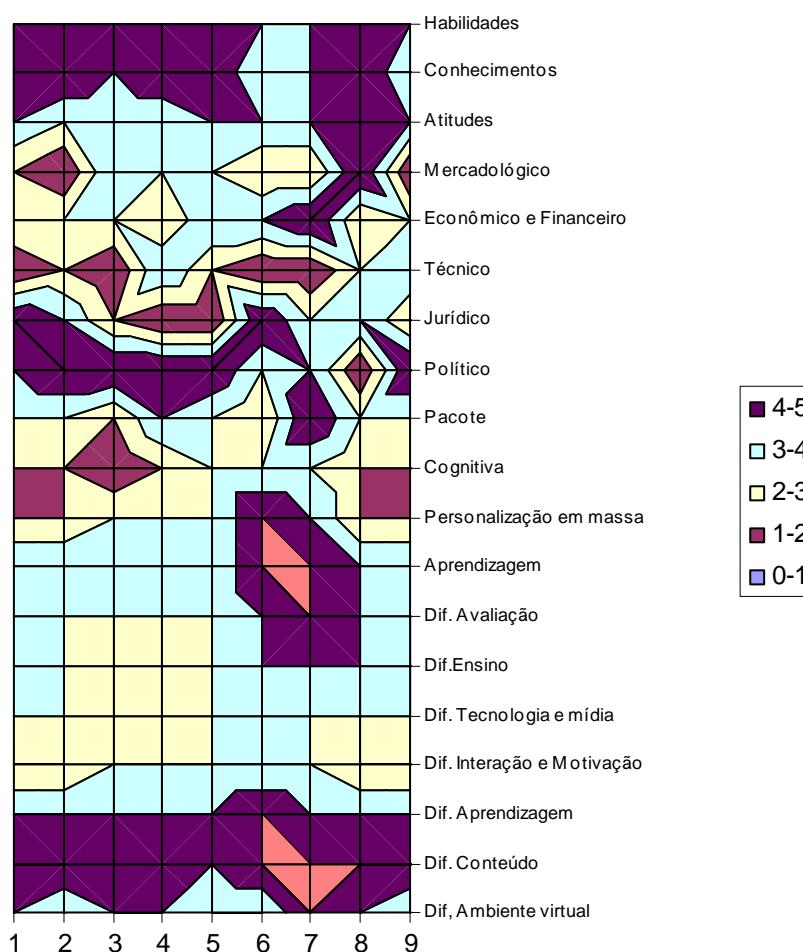 Habilidades
Conhecimentos
Atitudes
Mercadológico
Econômico e Financeiro
Técnico
Jurídico
Político
Pacote
Cognitiva
Personalização em massa
Aprendizagem
Dif. Avaliação
Dif.Ensino
Dif. Tecnologia e mídia
Dif. Interação e Motivação
Dif. Aprendizagem
Dif. Conteúdo
Dif, Ambiente virtual
1 2 3 4 5 6 7 8 9
4-5
3-4
2-3
1-2
0-1